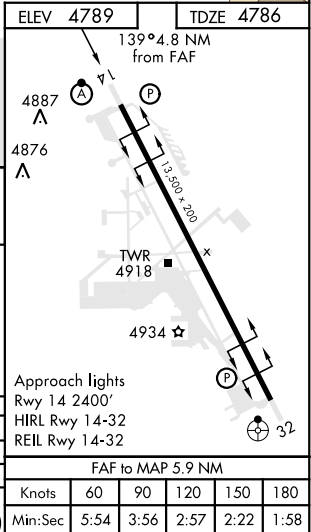 ELEV 4789
TDZE 4786
139°4.8 NM
from FAF
14
A
P
4887
4876
13,500 x 200
TWR
4918
x
4934
P
Approach lights
Rwy 14 2400'
HIRL Rwy 14-32
REIL Rwy 14-32
32
FAF to MAP 5.9 NM
Knots 60 90 120 150 180
Min:Sec 5:54 3:56 2:57 2:22 1:58